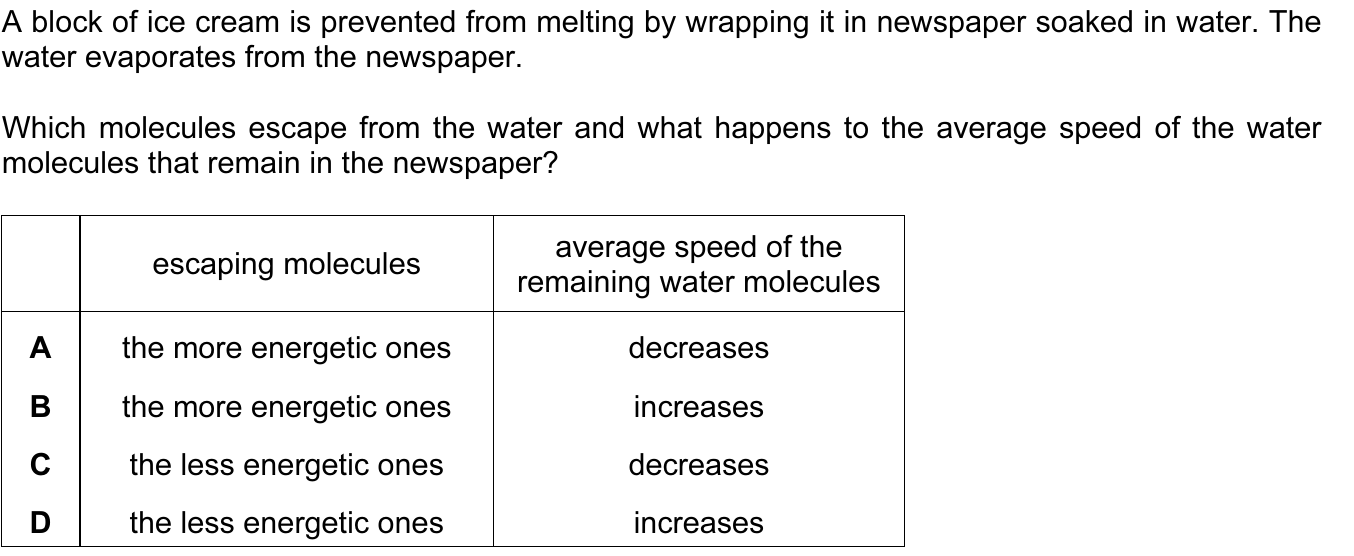 A block of ice cream is prevented from melting by wrapping it in newspaper soaked in water. The
water evaporates from the newspaper.
Which molecules escape from the water and what happens to the average speed of the water
molecules that remain in the newspaper?
escaping molecules
average speed of the
remaining water molecules
A the more energetic ones decreases
B the more energetic ones increases
C the less energetic ones decreases
D the less energetic ones increases